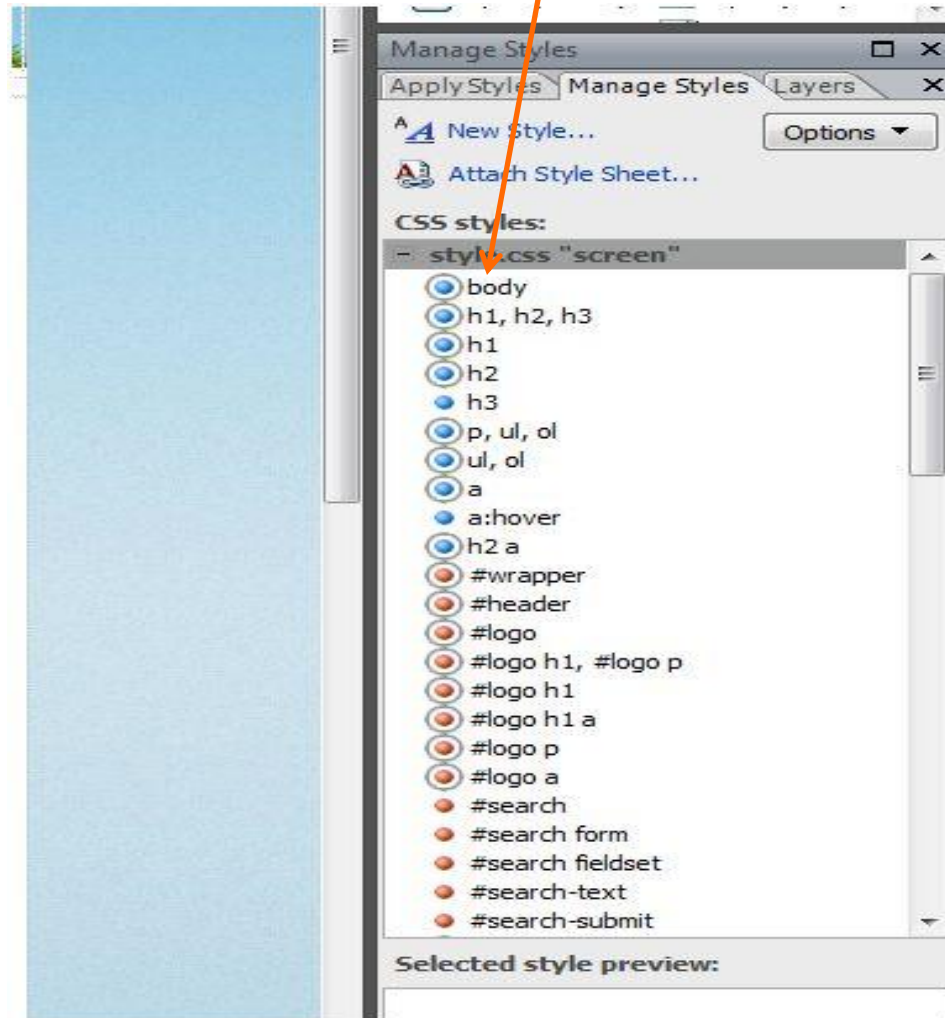 Manage Styles
Apply Styles Manage Styles Layers
New Style... Options
Attach Style Sheet...
CSS styles:
style.css "screen"
body
h1, h2, h3
h1
h2
h3
p, ul, ol
ul, ol
a
a:hover
h2 a
#wrapper
#header
#logo
#logo h1, #logo p
#logo h1
#logo h1 a
#logo p
#logo a
#search
#search form
#search fieldset
#search-text
#search-submit
Selected style preview: